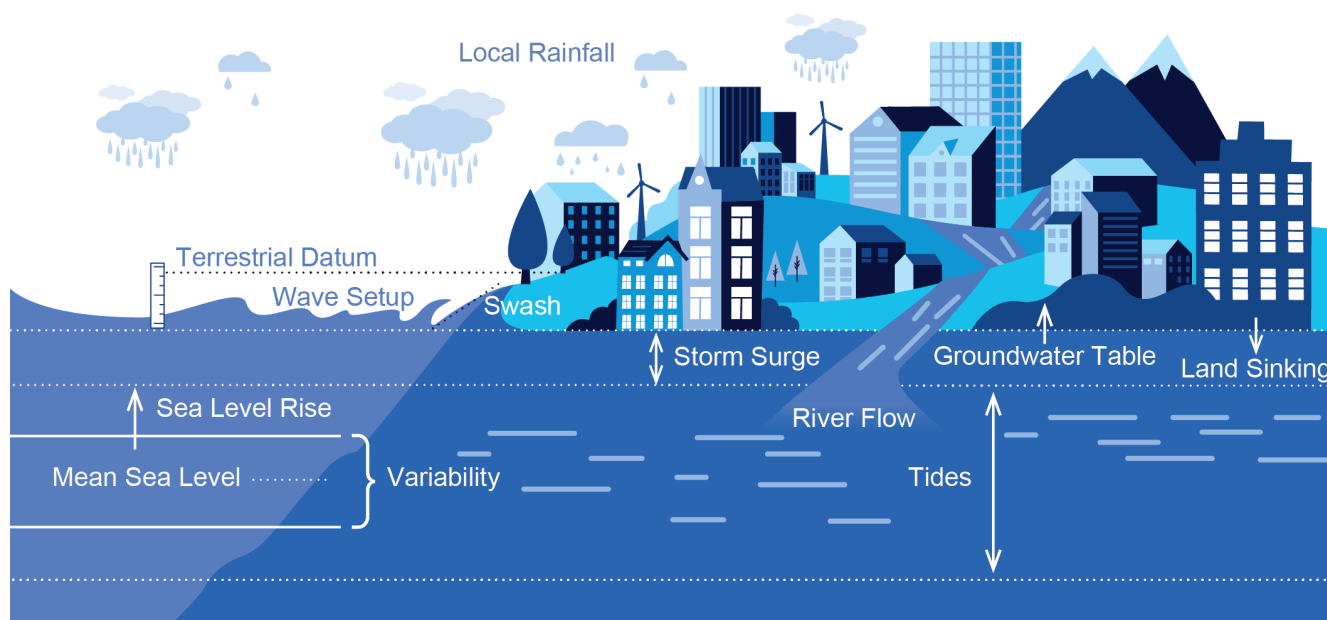 Local Rainfall
Terrestrial Datum
Wave Setup
Swash
Storm Surge
Groundwater Table
Land Sinking
Sea Level Rise
River Flow
Mean Sea Level
Variability
Tides